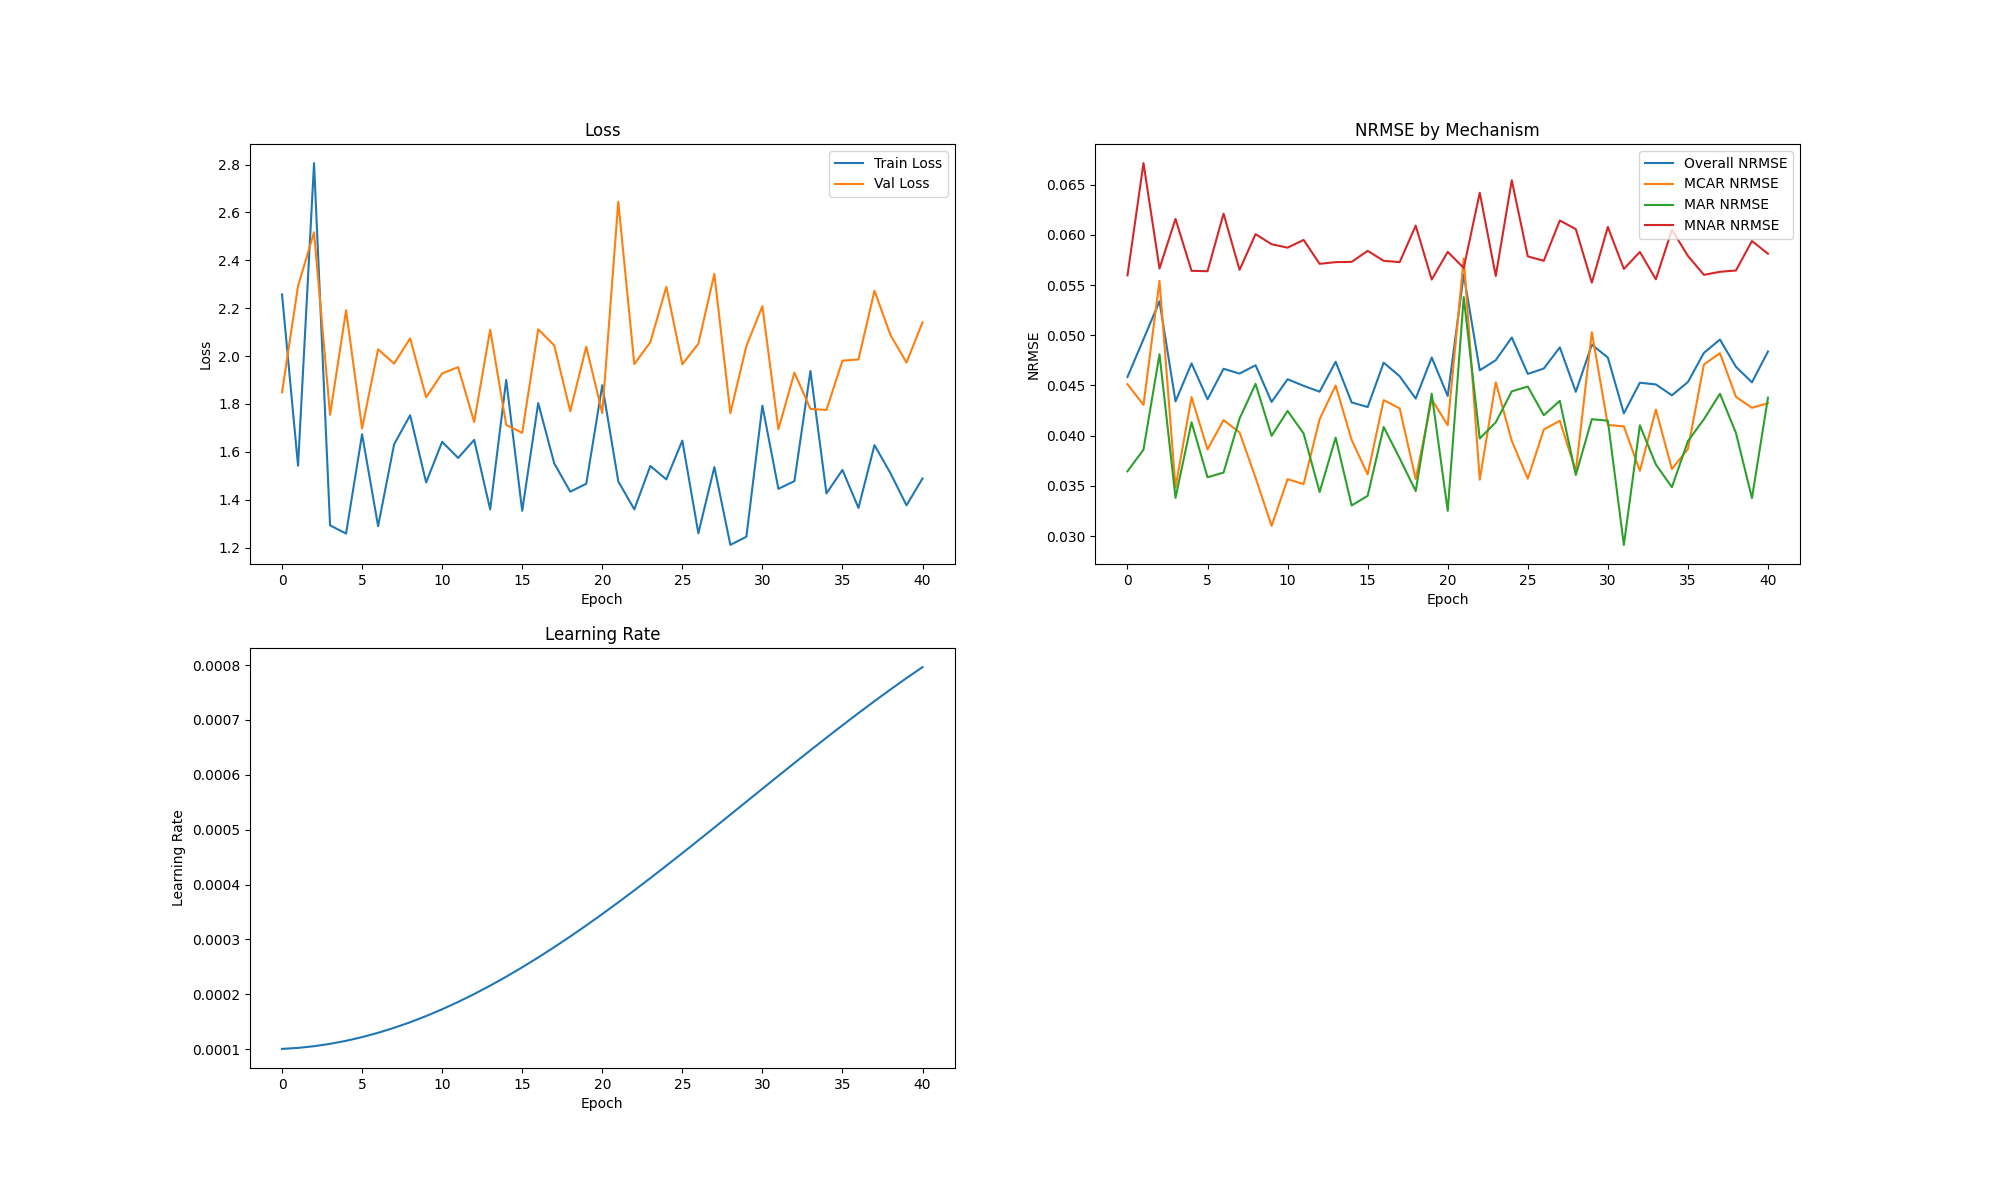 Loss
Loss
2.8
2.6
2.4
2.2
2.0
1.8
1.6
1.4
1.2
Train Loss
Val Loss
0 5 10 15 20 25 30 35 40
Epoch
NRMSE by Mechanism
NRMSE
0.065
0.060
0.055
0.050
0.045
0.040
0.035
0.030
Overall NRMSE
MCAR NRMSE
MAR NRMSE
MNAR NRMSE
0 5 10 15 20 25 30 35 40
Epoch
Learning Rate
Learning Rate
0.0008
0.0007
0.0006
0.0005
0.0004
0.0003
0.0002
0.0001
0 5 10 15 20 25 30 35 40
Epoch